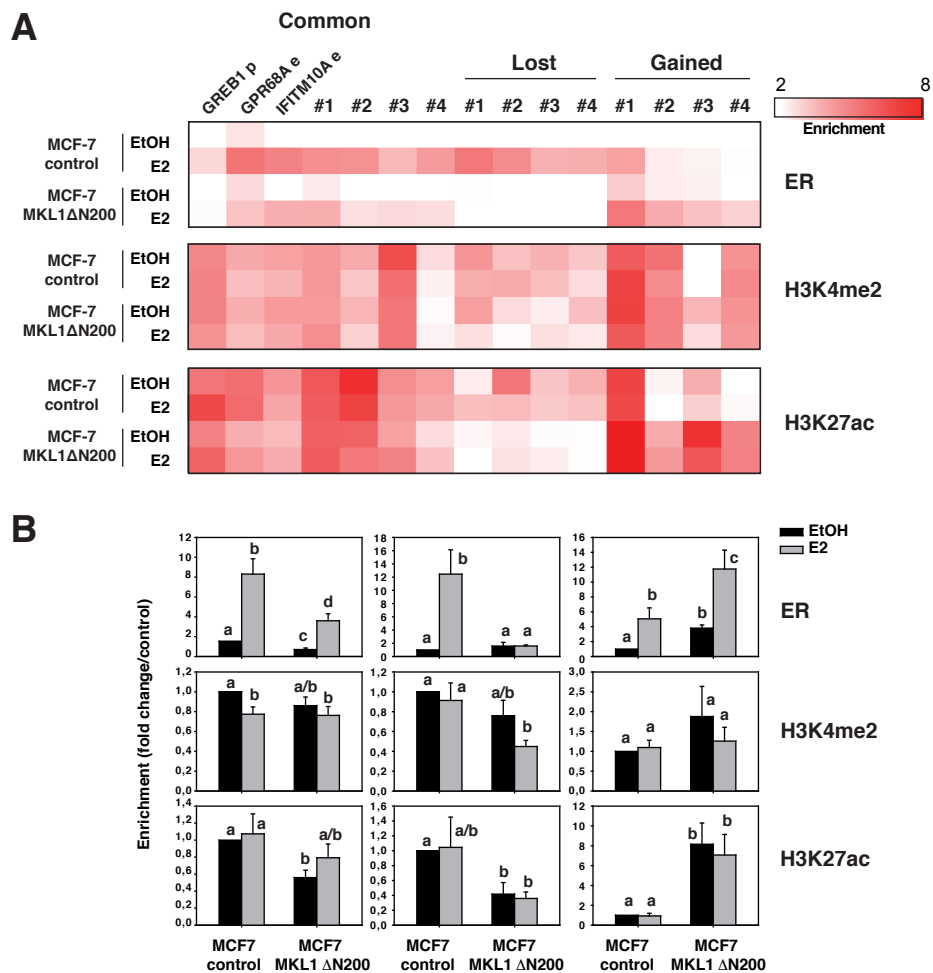 A
Common
GREB1 p
GPR68A e
IFITM10A e
#1 #2 #3 #4
Lost
#1 #2 #3 #4
Gained
#1 #2 #3 #4
2 8
Enrichment
MCF-7 control
EtOH
E2
MCF-7 MKL1ΔN200
EtOH
E2
ER
MCF-7 control
EtOH
E2
MCF-7 MKL1ΔN200
EtOH
E2
H3K4me2
MCF-7 control
EtOH
E2
MCF-7 MKL1ΔN200
EtOH
E2
H3K27ac
B
EtOH
E2
Enrichment (fold change/control)
12 10 8 6 4 2 0
a b c d
18 16 14 12 10 8 6 4 2 0
a b a a
16 14 12 10 8 6 4 2 0
a b b c
ER
1,2 1,0 0,8 0,6 0,4 0,2 0,0
a b a/b b
1,2 1,0 0,8 0,6 0,4 0,2 0,0
a a a/b b
3,0 2,5 2,0 1,5 1,0 0,5 0,0
a a a a
H3K4me2
1,4 1,2 1,0 0,8 0,6 0,4 0,2 0,0
a a b a/b
1,6 1,4 1,2 1,0 0,8 0,6 0,4 0,2 0,0
a a/b b b
12 10 8 6 4 2 0
a a b b
H3K27ac
MCF7 control
MCF7 MKL1 ΔN200
MCF7 control
MCF7 MKL1 ΔN200
MCF7 control
MCF7 MKL1 ΔN200